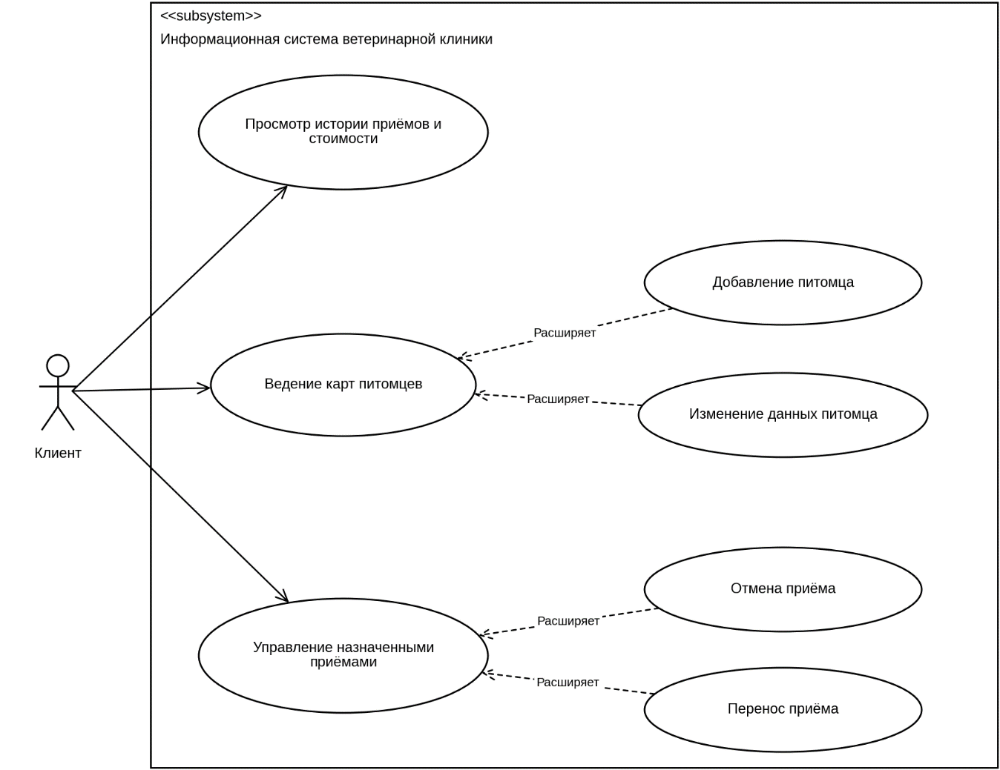 <<subsystem>>
Информационная система ветеринарной клиники
Просмотр истории приёмов и
стоимости
Добавление питомца
Расширяет
Ведение карт питомцев
Расширяет
Изменение данных питомца
Клиент
Отмена приёма
Расширяет
Управление назначенными
приёмами
Расширяет
Перенос приёма